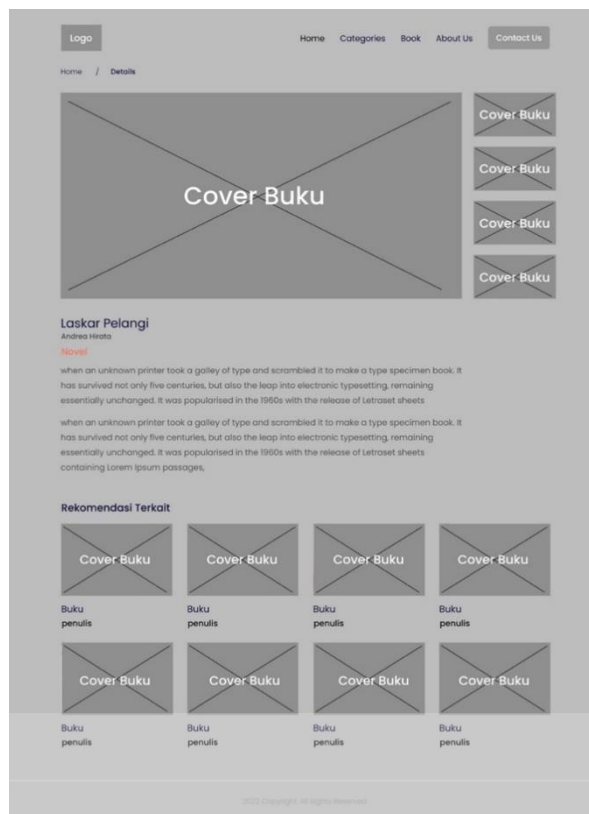 Logo
Home Categories Book About Us Contact Us
Home / Details
Cover Buku
Cover Buku
Cover Buku
Cover Buku
Cover Buku
Laskar Pelangi
Andrea Hirata
Novel
when an unknown printer took a galley of type and scrambled it to make a type specimen book. It
has survived not only five centuries, but also the leap into electronic typesetting, remaining
essentially unchanged. It was popularised in the 1960s with the release of Letraset sheets
when an unknown printer took a galley of type and scrambled it to make a type specimen book. It
has survived not only five centuries, but also the leap into electronic typesetting, remaining
essentially unchanged. It was popularised in the 1960s with the release of Letraset sheets
containing Lorem Ipsum passages,
Rekomendasi Terkait
Cover Buku Cover Buku Cover Buku Cover Buku
Buku Buku Buku Buku
penulis penulis penulis penulis
Cover Buku Cover Buku Cover Buku Cover Buku
Buku Buku Buku Buku
penulis penulis penulis penulis
2022 Copyright. All Rights Reserved